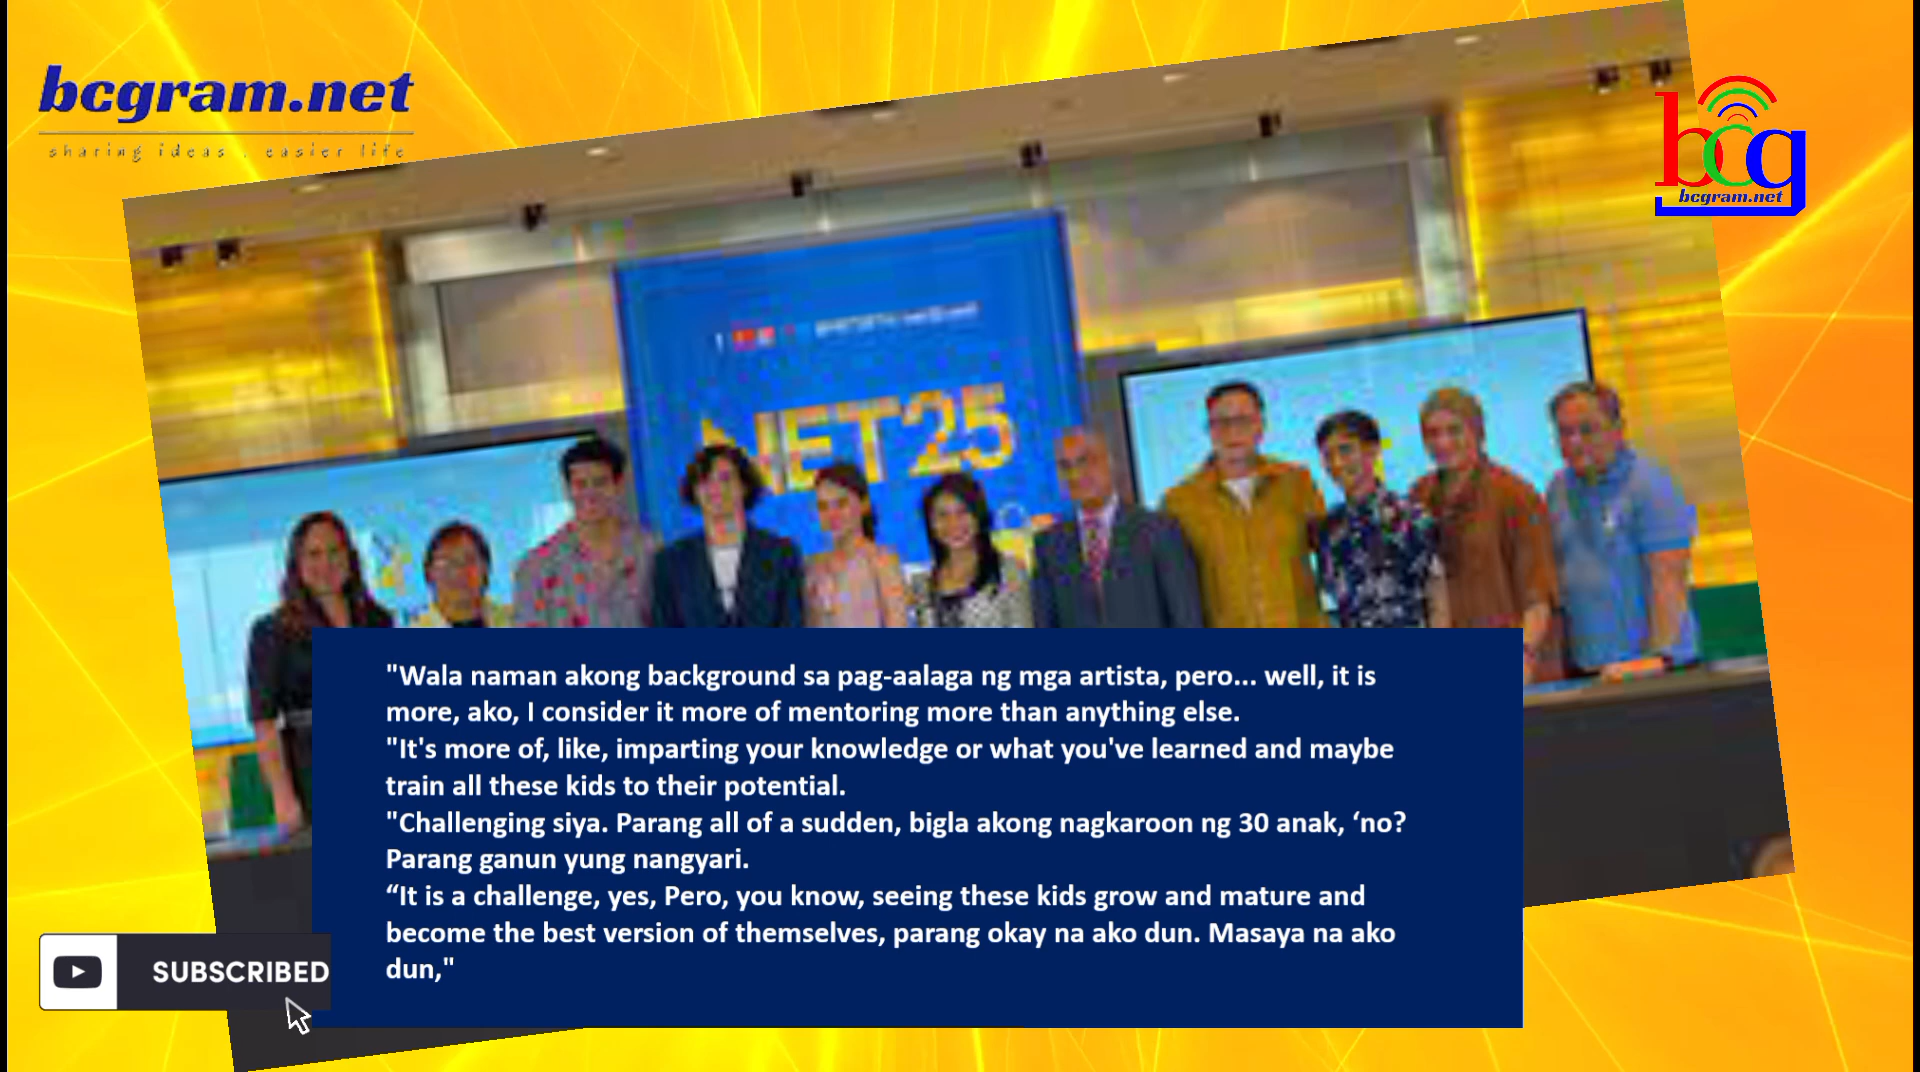 bcgram.net
sharing ideas . easier life
bcg
bcgram.net
NET25
"Wala naman akong background sa pag-aalaga ng mga artista, pero... well, it is
more, ako, I consider it more of mentoring more than anything else.
"It's more of, like, imparting your knowledge or what you've learned and maybe
train all these kids to their potential.
"Challenging siya. Parang all of a sudden, bigla akong nagkaroon ng 30 anak, ‘no?
Parang ganun yung nangyari.
“It is a challenge, yes, Pero, you know, seeing these kids grow and mature and
become the best version of themselves, parang okay na ako dun. Masaya na ako
dun,"
SUBSCRIBED